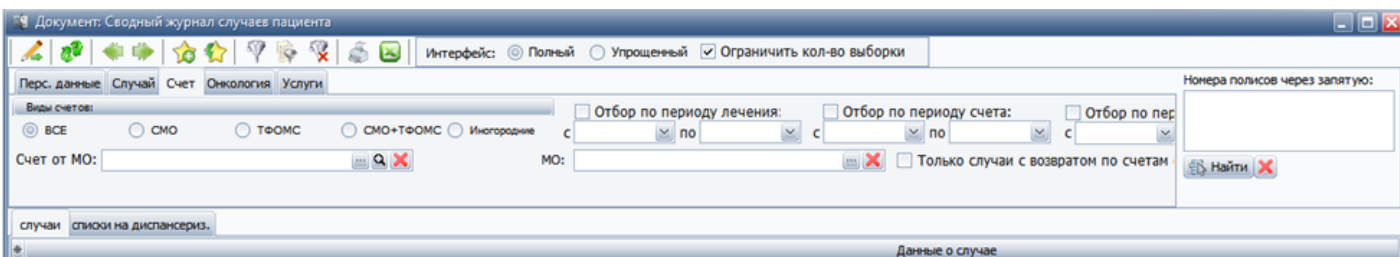 Документ: Сводный журнал случаев пациента
Интерфейс: Полный Упрощенный Ограничить кол-во выборки
Перс. данные Случай Счет Онкология Услуги
Номера полисов через запятую:
Виды счетов:
Отбор по периоду лечения: Отбор по периоду счета: Отбор по пер
ВСЕ СМО ТФОМС СМО+ТФОМС Иногородние
с по с по с
Счет от МО: МО: Только случаи с возвратом по счетам
Найти
случаи списки на диспансериз.
Данные о случае